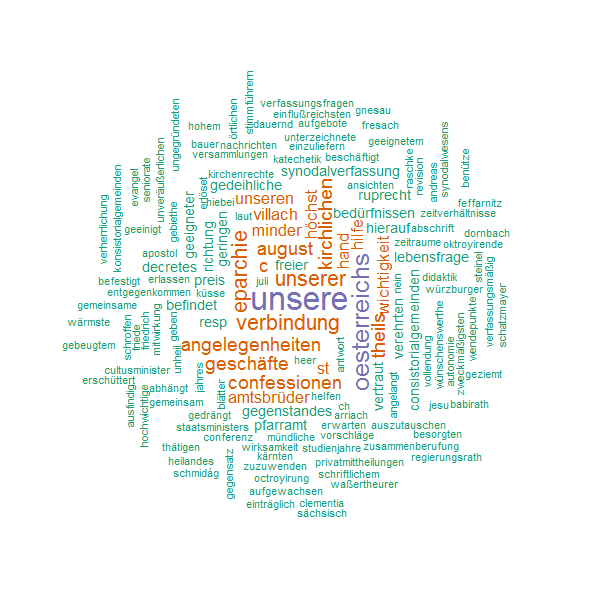 verfassungsfragen
gnesau
einflußreichsten
stimmführern
örtlichen
hohem
dauernd
aufgebote
fresach
ungegründeten
unterzeichnete
geeignetem
bauer
nachrichten
einzuliefern
versammlungen
katechetik
beschäftigt
synodalwesens
benütze
raschke
revision
andreas
evangel
seniorate
konsistorialgemeinden
unveräußerlichen
kirchenrechte
synodalverfassung
ansichten
erlöset
gedeihliche
ruprecht
hiebei
unseren
höchst
kirchlichen
feffarnitz
verherrlichung
gebiethe
geeigneter
laut
villach
bedürfnissen
zeitverhältnisse
geeinigt
geringen
minder
hand
hilfe
hierauf
abschrift
dornbach
richtung
eparchie
august
zeitraume
oktroyirende
apostol
lebensfrage
steinel
decretes
c
freier
wichtigkeit
befestigt
erlassen
preis
juli
unserer
nein
didaktik
entgegenkommen
küsse
unsere
oesterreichs
würzburger
verfassungsmäßig
schatzmayer
gemeinsame
befindet
wärmste
resp
verbindung
theils
verehrten
consistorialgemeinden
wünschenswerthe
wendepunkte
schroffen
friede
friedrich
mitwirkung
geben
gebeugtem
angelegenheiten
antwort
vollendung
autonomie
zweckmäßigsten
unheil
geschäfte
heer
st
cultusminister
erschüttert
abhängt
jahres
confessionen
vertraut
angelangt
geziemt
ausfindig
hochwichtige
gemeinsam
blätter
amtsbrüder
helfen
jesu
babirath
gedrängt
gegenstandes
ch
arriach
staatsministers
pfarramt
erwarten
auszutauschen
conferenz
mündliche
vorschläge
besorgten
thätigen
wirksamkeit
studienjahre
zusammenberufung
heilandes
kärnten
privatmittheilungen
regierungsrath
schmidág
gegensatz
zuzuwenden
schriftlichem
octroyirung
waßertheurer
aufgewachsen
einträglich
clementia
sächsisch